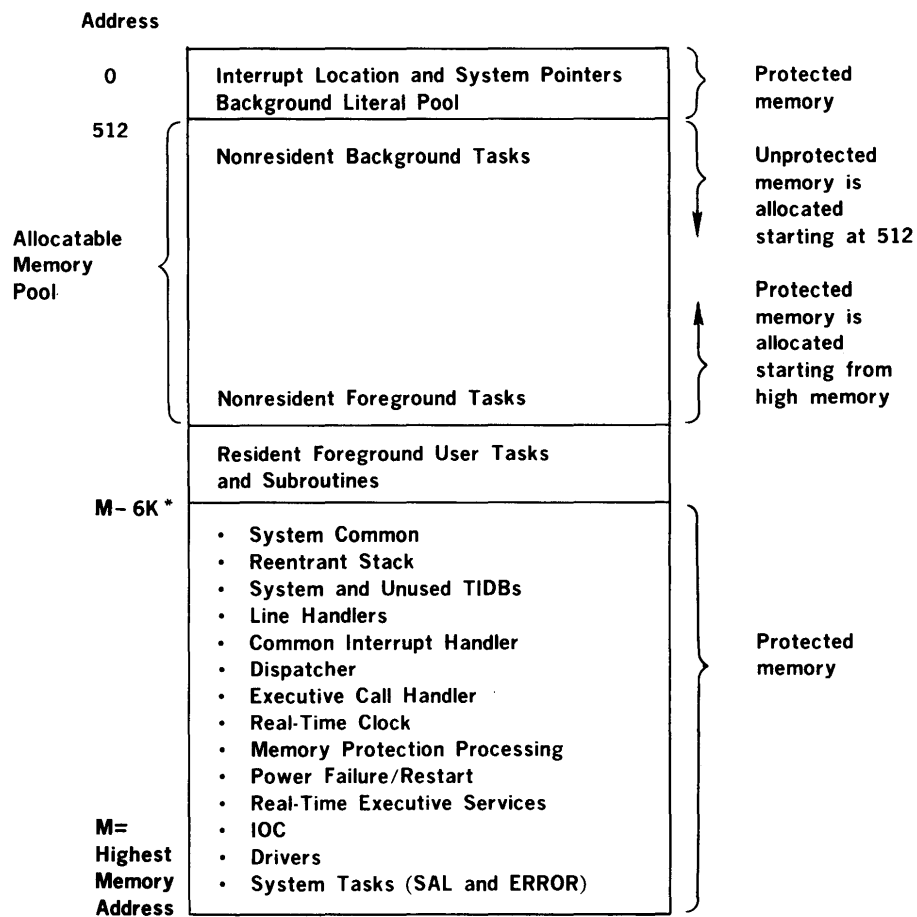 Address
0
Interrupt Location and System Pointers
Background Literal Pool
Protected
memory
512
Nonresident Background Tasks
Unprotected
memory is
allocated
starting at 512
Allocatable
Memory
Pool
Protected
memory is
allocated
starting from
high memory
Nonresident Foreground Tasks
Resident Foreground User Tasks
and Subroutines
M- 6K *
• System Common
• Reentrant Stack
• System and Unused TIDBs
• Line Handlers
• Common Interrupt Handler
• Dispatcher
• Executive Call Handler
• Real-Time Clock
• Memory Protection Processing
• Power Failure/Restart
• Real-Time Executive Services
• IOC
• Drivers
• System Tasks (SAL and ERROR)
Protected
memory
M=
Highest
Memory
Address